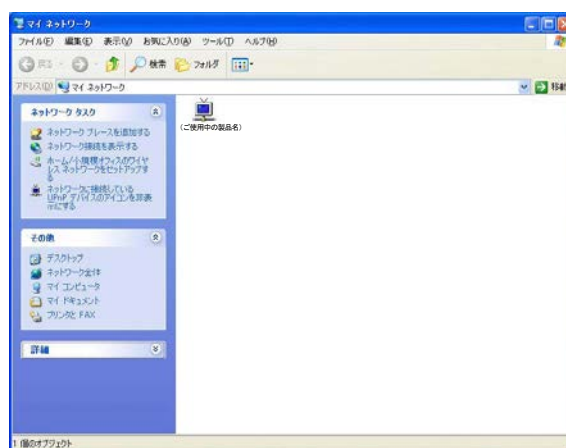 マイ ネットワーク
ファイル(F) 編集(E) 表示(V) お気に入り(A) ツール(T) ヘルプ(H)
戻る 検索 フォルダ
アドレス(D) マイ ネットワーク 移動
ネットワーク タスク
ネットワーク プレースを追加する
ネットワーク接続を表示する
ホーム/小規模オフィスのワイヤ
レス ネットワークをセットアップす
る
ネットワークに接続している
UPnP デバイスのアイコンを非表
示にする
その他
デスクトップ
ネットワーク全体
マイ コンピュータ
マイ ドキュメント
プリンタと FAX
詳細
(ご使用中の製品名)
1 個のオブジェクト